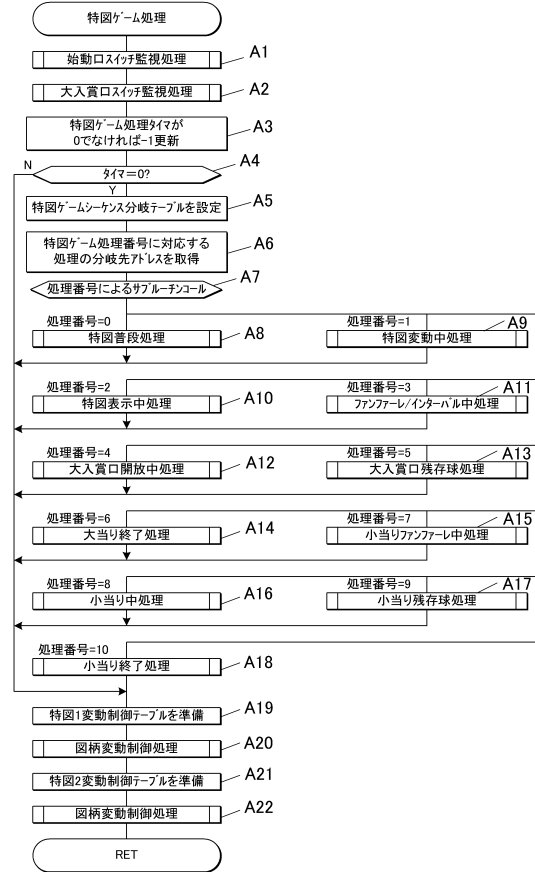 特図ゲーム処理
始動口スイッチ監視処理
A1
大入賞口スイッチ監視処理
A2
特図ゲーム処理タイマが
0でなければ-1更新
A3
A4
N
タイマ=0?
Y
特図ゲームシーケンス分岐テーブルを設定
A5
特図ゲーム処理番号に対応する
処理の分岐先アドレスを取得
A6
A7
処理番号によるサブルーチンコール
処理番号=0
特図普段処理
A8
処理番号=1
特図変動中処理
A9
処理番号=2
特図表示中処理
A10
処理番号=3
ファンファーレ/インターバル中処理
A11
処理番号=4
大入賞口開放中処理
A12
処理番号=5
大入賞口残存球処理
A13
処理番号=6
大当り終了処理
A14
処理番号=7
小当りファンファーレ中処理
A15
処理番号=8
小当り中処理
A16
処理番号=9
小当り残存球処理
A17
処理番号=10
小当り終了処理
A18
特図1変動制御テーブルを準備
A19
図柄変動制御処理
A20
特図2変動制御テーブルを準備
A21
図柄変動制御処理
A22
RET